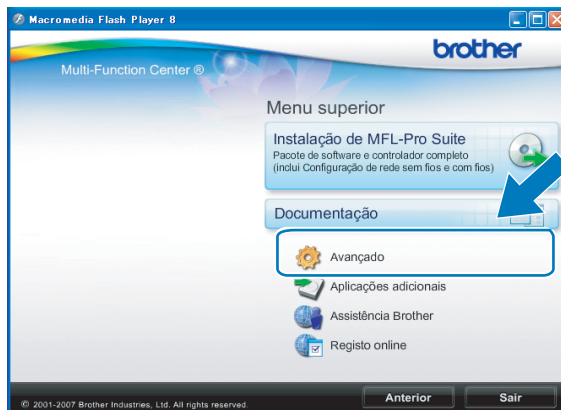 Macromedia Flash Player 8
brother
Multi-Function Center ®
Menu superior
Instalação de MFL-Pro Suite
Pacote de software e controlador completo
(inclui Configuração de rede sem fios e com fios)
Documentação
Avançado
Aplicações adicionais
Assistência Brother
Registo online
Anterior
Sair
© 2001-2007 Brother Industries, Ltd. All rights reserved.